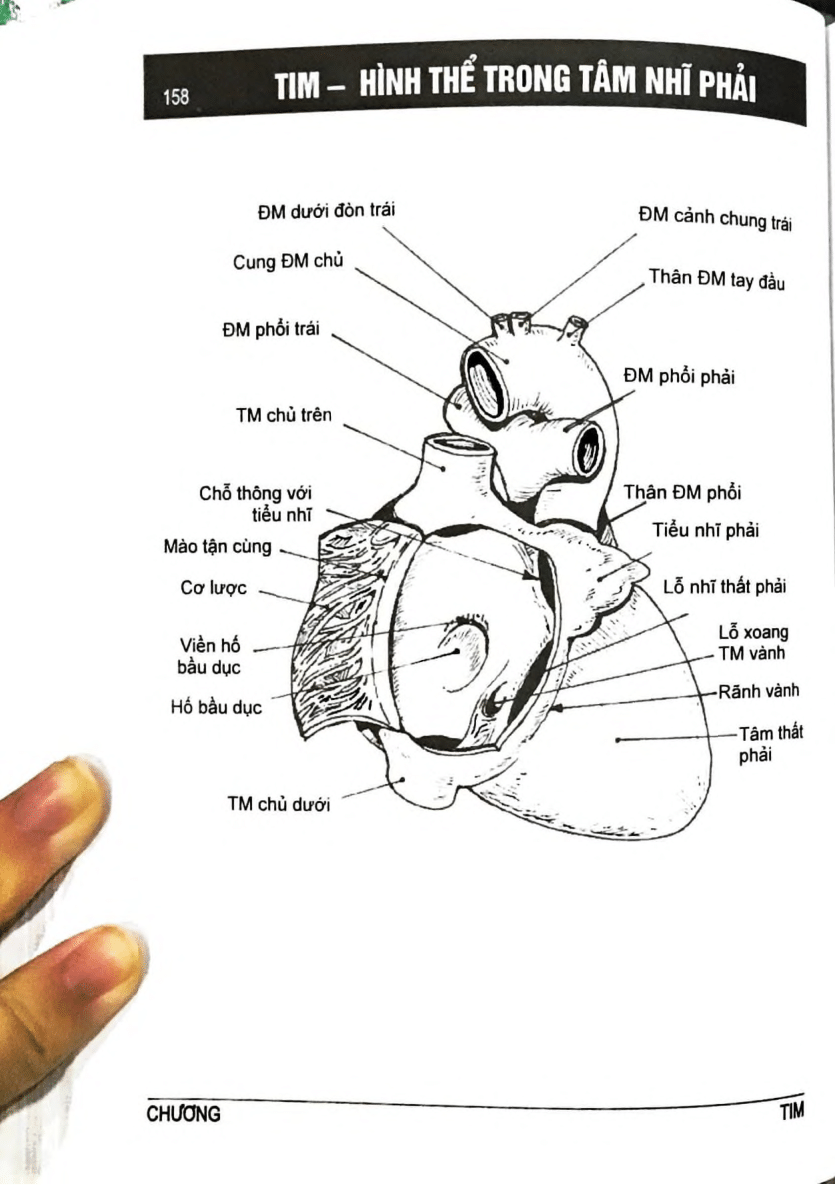 158
TIM – HÌNH THỂ TRONG TÂM NHĨ PHẢI
ĐM dưới đòn trái
ĐM cảnh chung trái
Cung ĐM chủ
Thân ĐM tay đầu
ĐM phổi trái
ĐM phổi phải
TM chủ trên
Chỗ thông với
tiểu nhĩ
Thân ĐM phổi
Tiểu nhĩ phải
Mào tận cùng
Cơ lược
Lỗ nhĩ thất phải
Viền hố
bầu dục
Lỗ xoang
TM vành
Hố bầu dục
Rãnh vành
Tâm thất
phải
TM chủ dưới
CHƯƠNG
TIM